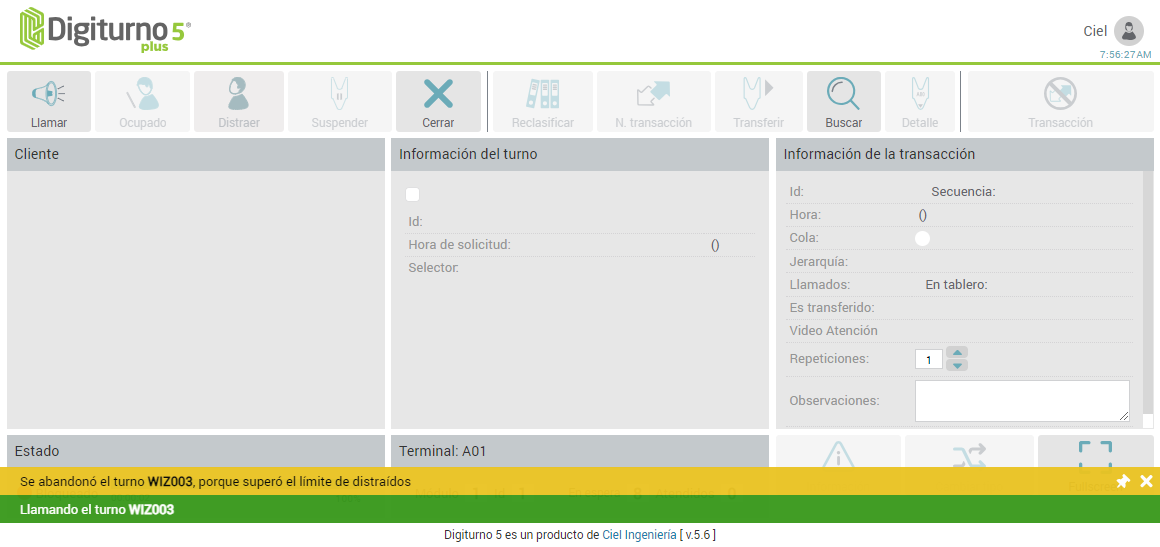 Digiturno 5®
plus
Ciel
7:56:27 AM
Llamar
Ocupado
Distraer
Suspender
Cerrar
Reclasificar
N. transacción
Transferir
Buscar
Detalle
Transacción
Cliente
Información del turno
Id:
Hora de solicitud: ()
Selector:
Información de la transacción
Id: Secuencia:
Hora: ()
Cola:
Jerarquía:
Llamados: En tablero:
Es transferido:
Video Atención
Repeticiones: 1
Observaciones:
Estado
Terminal: A01
Se abandonó el turno WIZ003, porque superó el límite de distraídos
Llamando el turno WIZ003
Digiturno 5 es un producto de Ciel Ingeniería [ v.5.6 ]